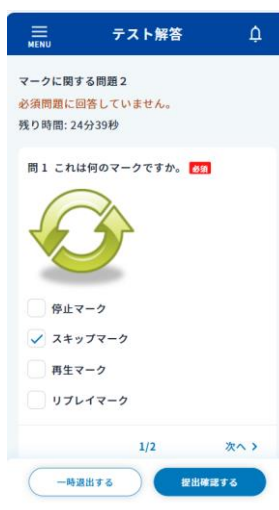 MENU
テスト解答
マークに関する問題2
必須問題に回答していません。
残り時間: 24分39秒
問1 これは何のマークですか。 必須
停止マーク
スキップマーク
再生マーク
リプレイマーク
1/2 次へ >
一時退出する 提出確認する